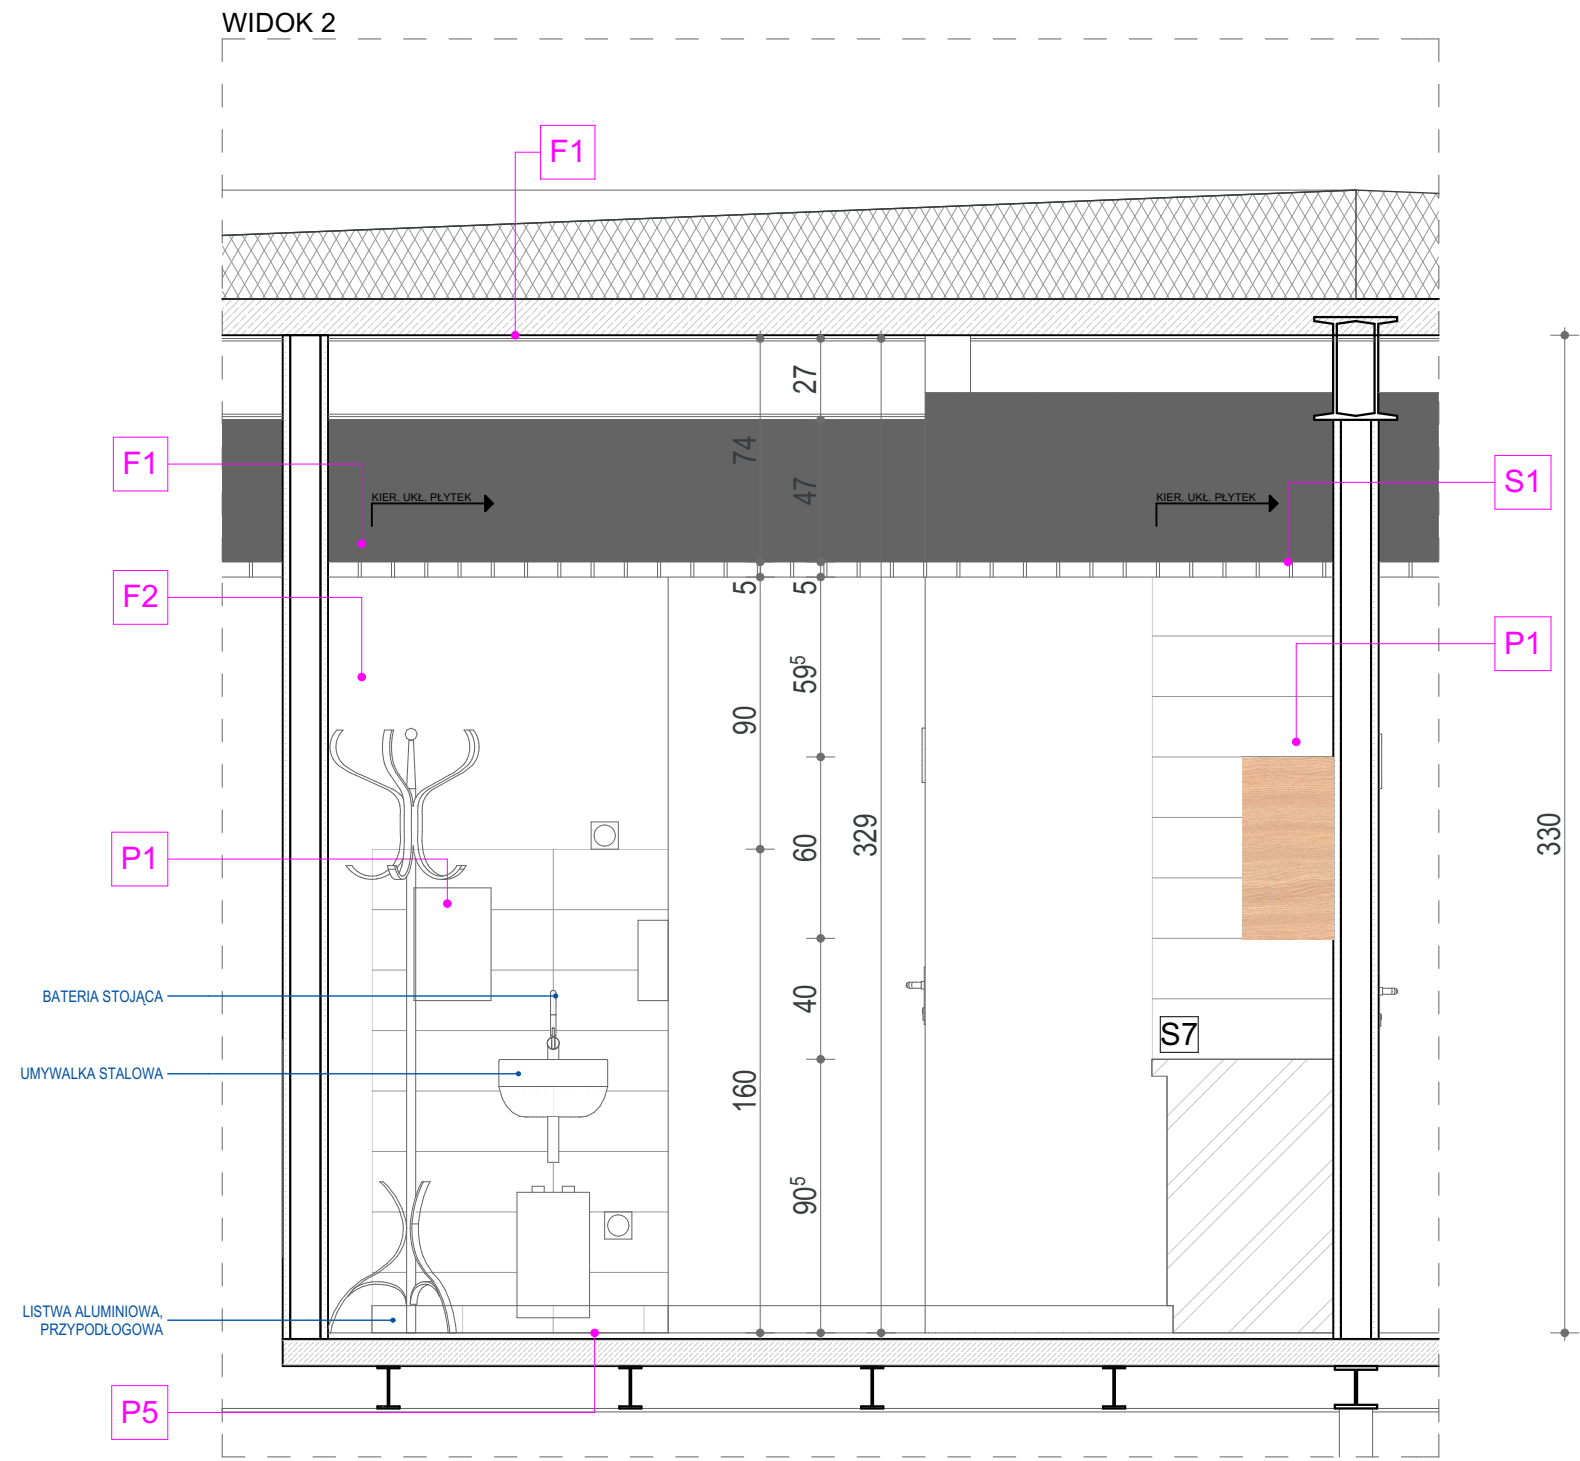 WIDOK 2
F1
27
74
F1
S1
47
KIER. UKŁ. PŁYTEK
KIER. UKŁ. PŁYTEK
F2
5
5
P1
59⁵
90
329
330
60
P1
BATERIA STOJĄCA
40
S7
UMYWALKA STALOWA
160
90⁵
LISTWA ALUMINIOWA,
PRZYPODŁOGOWA
P5